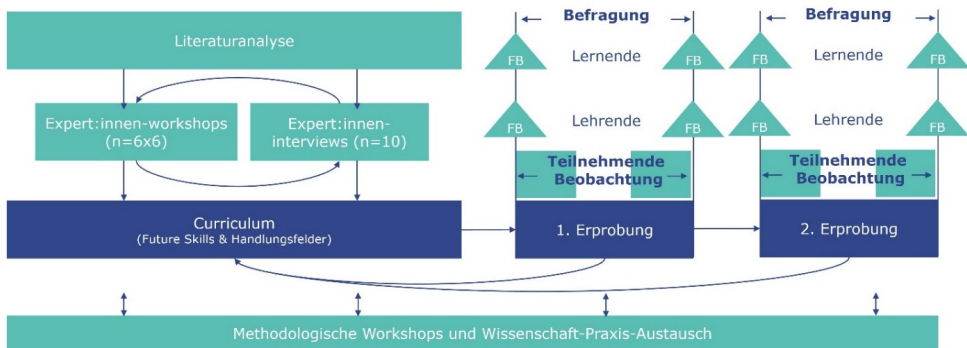 Literaturanalyse
Expert:innen-workshops
(n=6x6)
Expert:innen-
interviews (n=10)
Curriculum
(Future Skills & Handlungsfelder)
Befragung
FB
Lernende
FB
FB
Lehrende
FB
Teilnehmende
Beobachtung
1. Erprobung
Befragung
FB
Lernende
FB
FB
Lehrende
FB
Teilnehmende
Beobachtung
2. Erprobung
Methodologische Workshops und Wissenschaft-Praxis-Austausch